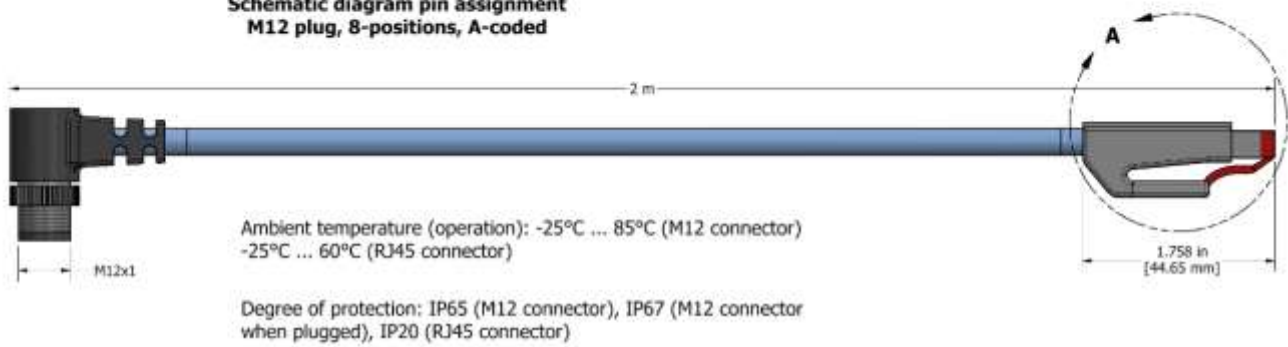 Schematic diagram pin assignment
M12 plug, 8-positions, A-coded
A
2 m
Ambient temperature (operation): -25°C ... 85°C (M12 connector)
-25°C ... 60°C (RJ45 connector)
1.758 in
[44.65 mm]
M12x1
Degree of protection: IP65 (M12 connector), IP67 (M12 connector
when plugged), IP20 (RJ45 connector)